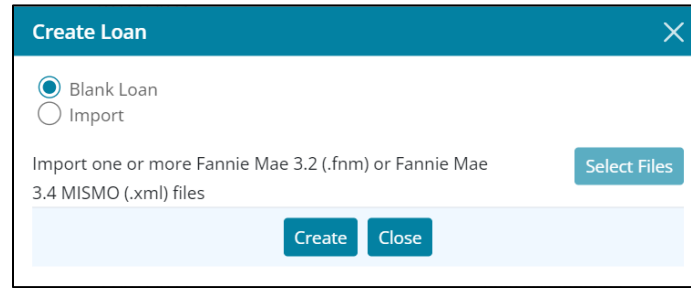 Create Loan
Blank Loan
Import
Import one or more Fannie Mae 3.2 (.fnm) or Fannie Mae
3.4 MISMO (.xml) files
Select Files
Create Close